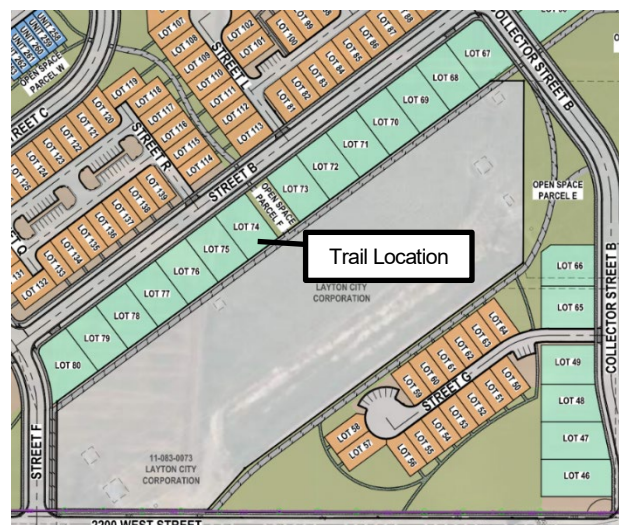 LOT 107
LOT 108
LOT 109
LOT 110
LOT 111
LOT 112
LOT 113
LOT 102
LOT 101
LOT 100
LOT 88
LOT 87
LOT 86
LOT 85
LOT 84
LOT 83
LOT 82
LOT 81
STREET I
UNIT 258
UNIT 259
UNIT 260
OPEN SPACE
PARCEL W
STREET C
LOT 119
LOT 118
LOT 117
LOT 116
LOT 115
LOT 114
LOT 120
LOT 121
LOT 122
LOT 123
LOT 124
LOT 125
STREET R
LOT 139
LOT 138
LOT 137
LOT 136
LOT 135
LOT 134
LOT 133
LOT 132
STREET B
COLLECTOR STREET B
LOT 67
LOT 68
LOT 69
LOT 70
LOT 71
LOT 72
LOT 73
OPEN SPACE
PARCEL F
LOT 74
LOT 75
LOT 76
LOT 77
LOT 78
LOT 79
LOT 80
Trail Location
LAYTON CITY
CORPORATION
OPEN SPACE
PARCEL E
LOT 66
LOT 65
LOT 49
LOT 48
LOT 47
LOT 46
COLLECTOR STREET B
LOT 64
LOT 63
LOT 62
LOT 61
LOT 60
LOT 59
STREET G
LOT 58
LOT 57
LOT 50
LOT 51
LOT 52
LOT 53
LOT 54
LOT 55
LOT 56
STREET F
11-083-0073
LAYTON CITY
CORPORATION
2200 WEST STREET